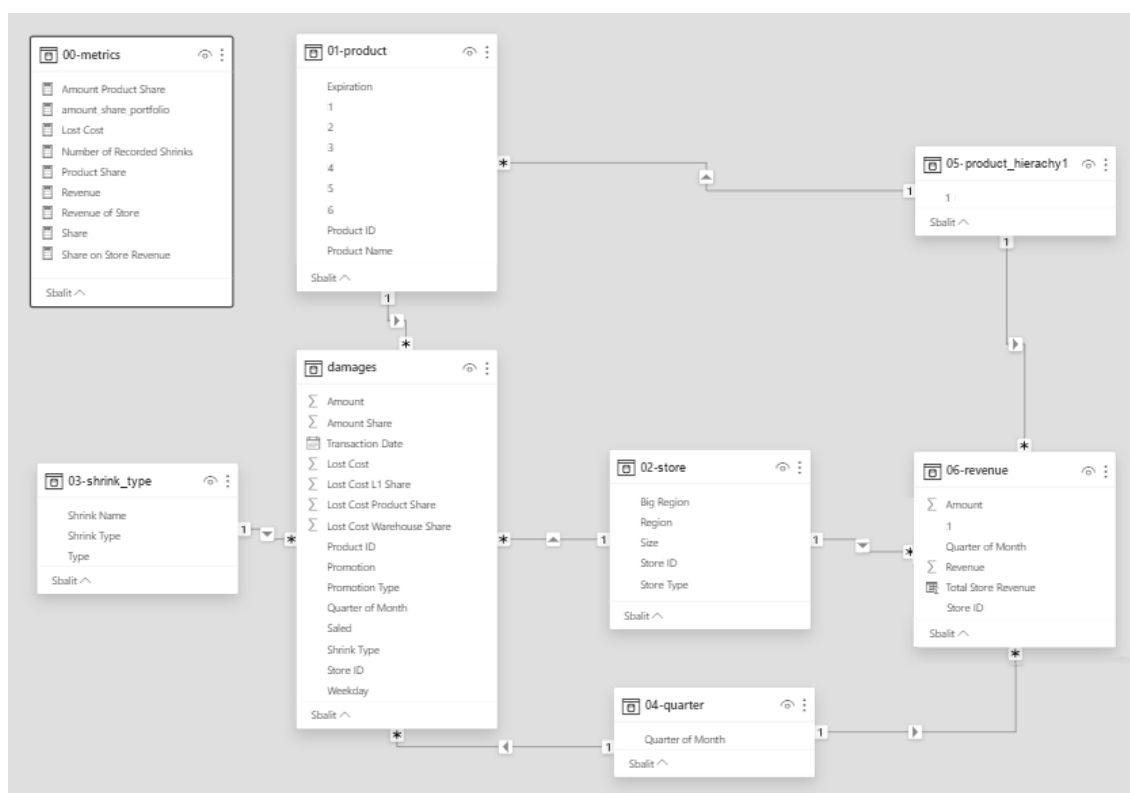 00-metrics
Amount Product Share
amount_share_portfolio
Lost Cost
Number of Recorded Shrinks
Product Share
Revenue
Revenue of Store
Share
Share on Store Revenue
Sbalit
01-product
Expiration
1
2
3
4
5
6
Product ID
Product Name
Sbalit
*
1
05-product_hierachy1
1
Sbalit
1
1
*
damages
Amount
Amount Share
Transaction Date
Lost Cost
Lost Cost L1 Share
Lost Cost Product Share
Lost Cost Warehouse Share
Product ID
Promotion
Promotion Type
Quarter of Month
Saled
Shrink Type
Store ID
Weekday
Sbalit
03-shrink_type
Shrink Name
Shrink Type
Type
Sbalit
1
*
*
1
02-store
Big Region
Region
Size
Store ID
Store Type
Sbalit
1
*
*
06-revenue
Amount
1
Quarter of Month
Revenue
Total Store Revenue
Store ID
Sbalit
*
*
1
04-quarter
Quarter of Month
Sbalit
1